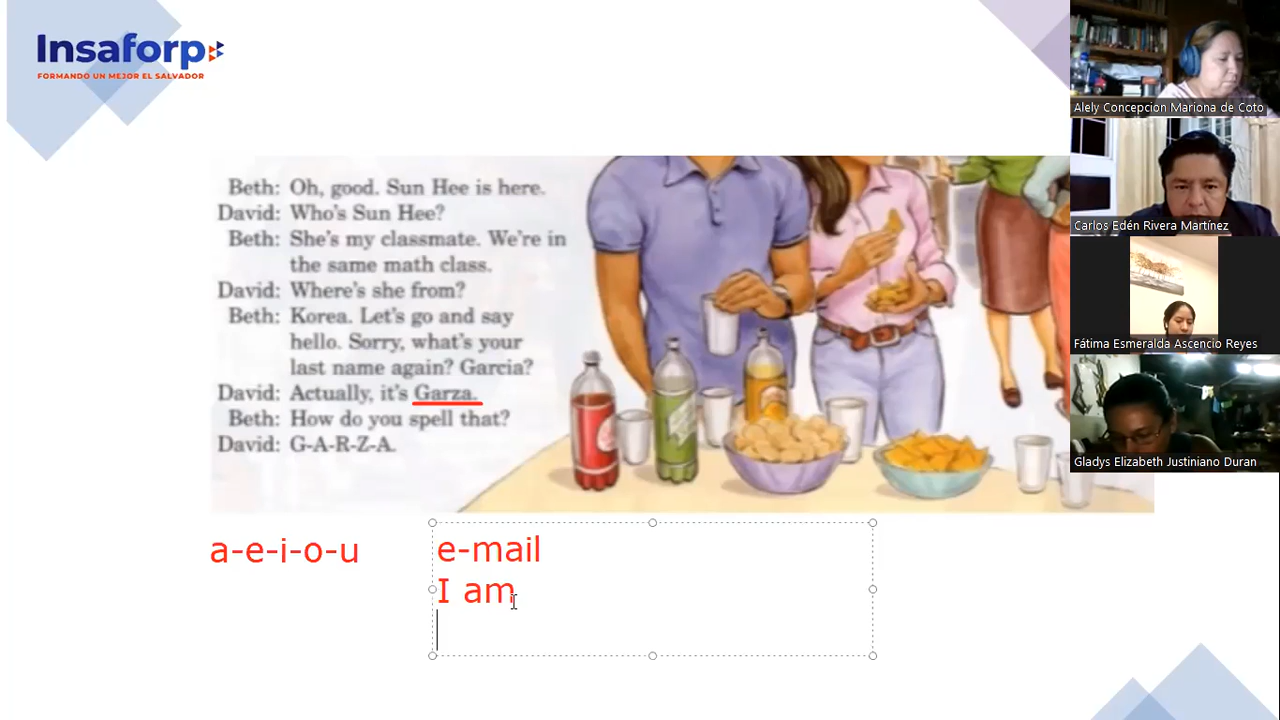 Insaforp
FORMANDO UN MEJOR EL SALVADOR
Beth: Oh, good. Sun Hee is here.
David: Who's Sun Hee?
Beth: She's my classmate. We're in
the same math class.
David: Where's she from?
Beth: Korea. Let's go and say
hello. Sorry, what's your
last name again? Garcia?
David: Actually, it's Garza.
Beth: How do you spell that?
David: G-A-R-Z-A.
a-e-i-o-u
e-mail
I am
Alely Concepcion Mariona de Coto
Carlos Edén Rivera Martínez
Fátima Esmeralda Ascencio Reyes
Gladys Elizabeth Justiniano Duran